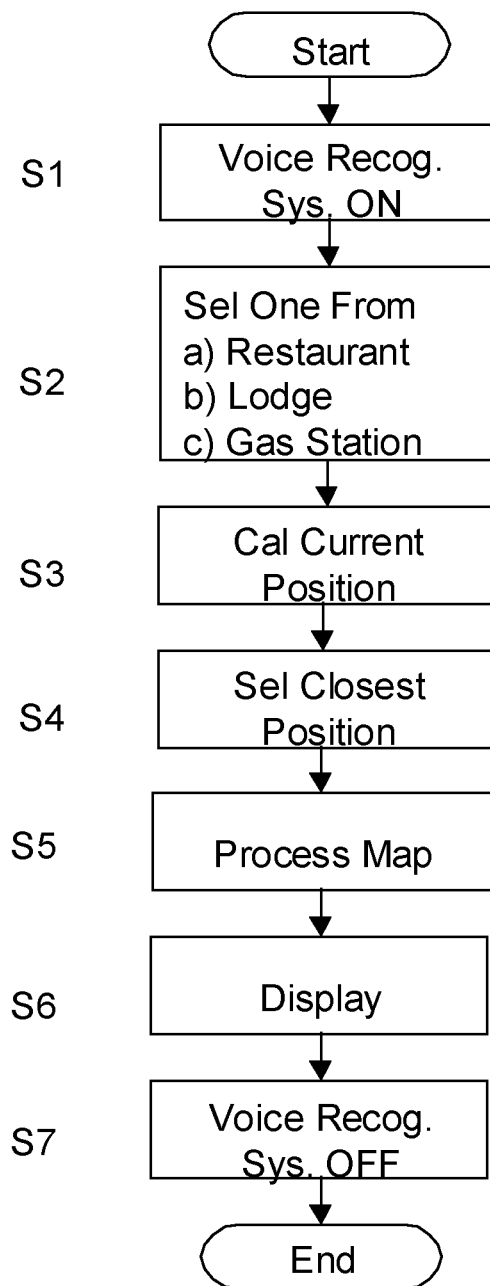 Start
S1
Voice Recog.
Sys. ON
S2
Sel One From
a) Restaurant
b) Lodge
c) Gas Station
S3
Cal Current
Position
S4
Sel Closest
Position
S5
Process Map
S6
Display
S7
Voice Recog.
Sys. OFF
End